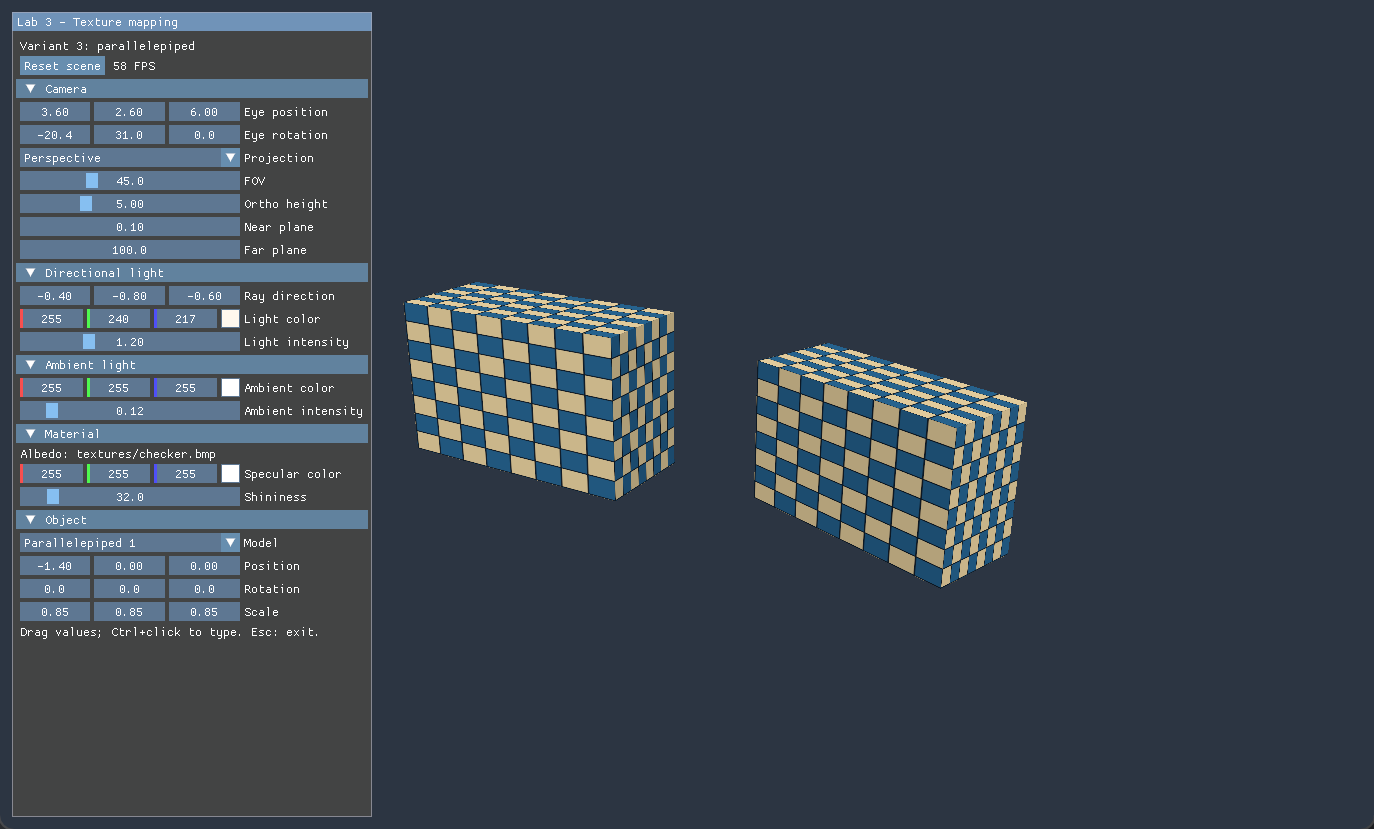 Lab 3 - Texture mapping
Variant 3: parallelepiped
Reset scene 58 FPS
Camera
3.60 2.60 6.00 Eye position
-20.4 31.0 0.0 Eye rotation
Perspective Projection
45.0 FOV
5.00 Ortho height
0.10 Near plane
100.0 Far plane
Directional light
-0.40 -0.80 -0.60 Ray direction
255 240 217 Light color
1.20 Light intensity
Ambient light
255 255 255 Ambient color
0.12 Ambient intensity
Material
Albedo: textures/checker.bmp
255 255 255 Specular color
32.0 Shininess
Object
Parallelepiped 1 Model
-1.40 0.00 0.00 Position
0.0 0.0 0.0 Rotation
0.85 0.85 0.85 Scale
Drag values; Ctrl+click to type. Esc: exit.